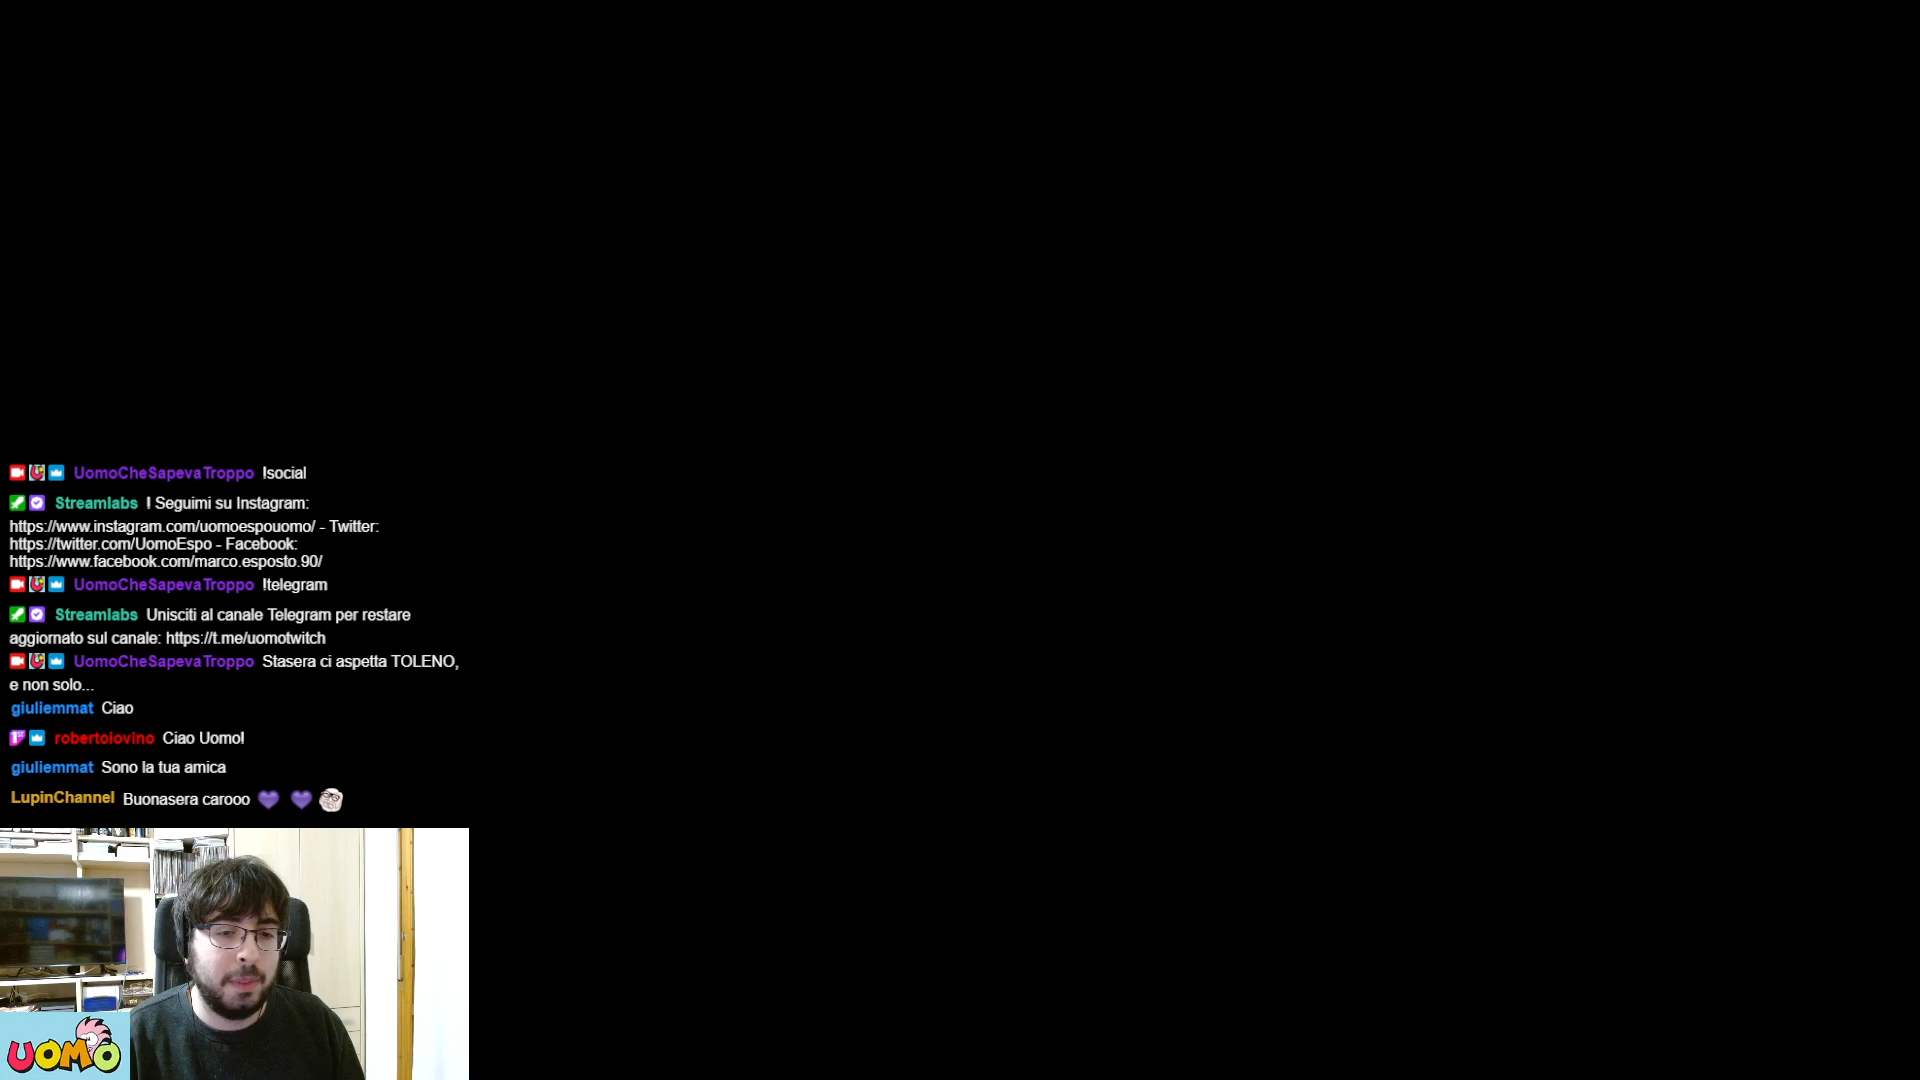 UomoCheSapevaTroppo !social
Streamlabs ! Seguimi su Instagram:
https://www.instagram.com/uomoespouomo/ - Twitter:
https://twitter.com/UomoEspo - Facebook:
https://www.facebook.com/marco.esposto.90/
UomoCheSapevaTroppo !telegram
Streamlabs Unisciti al canale Telegram per restare
aggiornato sul canale: https://t.me/uomotwitch
UomoCheSapevaTroppo Stasera ci aspetta TOLENO,
e non solo...
giuliemmat Ciao
robertolovino Ciao Uomo!
giuliemmat Sono la tua amica
LupinChannel Buonasera carooo
UOMO